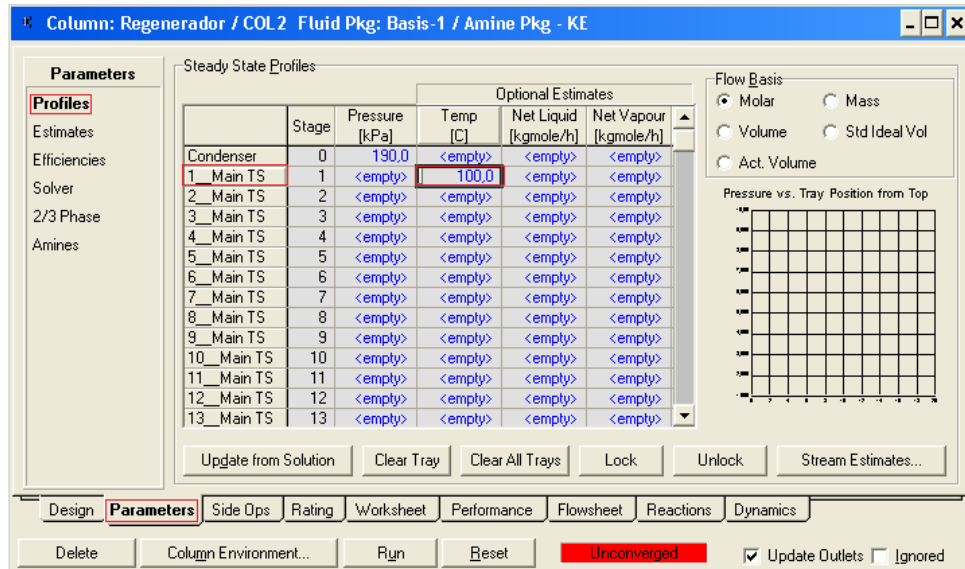 Column: Regenerador / COL2 Fluid Pkg: Basis-1 / Amine Pkg - KE
Parameters
Profiles
Estimates
Efficiencies
Solver
2/3 Phase
Amines
Steady State Profiles
Optional Estimates
Stage Pressure [kPa] Temp [C] Net Liquid [kgmole/h] Net Vapour [kgmole/h]
Condenser 0 190,0 <empty> <empty> <empty>
1__Main TS 1 <empty> 100,0 <empty> <empty>
2__Main TS 2 <empty> <empty> <empty> <empty>
3__Main TS 3 <empty> <empty> <empty> <empty>
4__Main TS 4 <empty> <empty> <empty> <empty>
5__Main TS 5 <empty> <empty> <empty> <empty>
6__Main TS 6 <empty> <empty> <empty> <empty>
7__Main TS 7 <empty> <empty> <empty> <empty>
8__Main TS 8 <empty> <empty> <empty> <empty>
9__Main TS 9 <empty> <empty> <empty> <empty>
10__Main TS 10 <empty> <empty> <empty> <empty>
11__Main TS 11 <empty> <empty> <empty> <empty>
12__Main TS 12 <empty> <empty> <empty> <empty>
13__Main TS 13 <empty> <empty> <empty> <empty>
Flow Basis
Molar Mass
Volume Std Ideal Vol
Act. Volume
Pressure vs. Tray Position from Top
Update from Solution Clear Tray Clear All Trays Lock Unlock Stream Estimates...
Design Parameters Side Ops Rating Worksheet Performance Flowsheet Reactions Dynamics
Delete Column Environment... Run Reset Unconverged Update Outlets Ignored